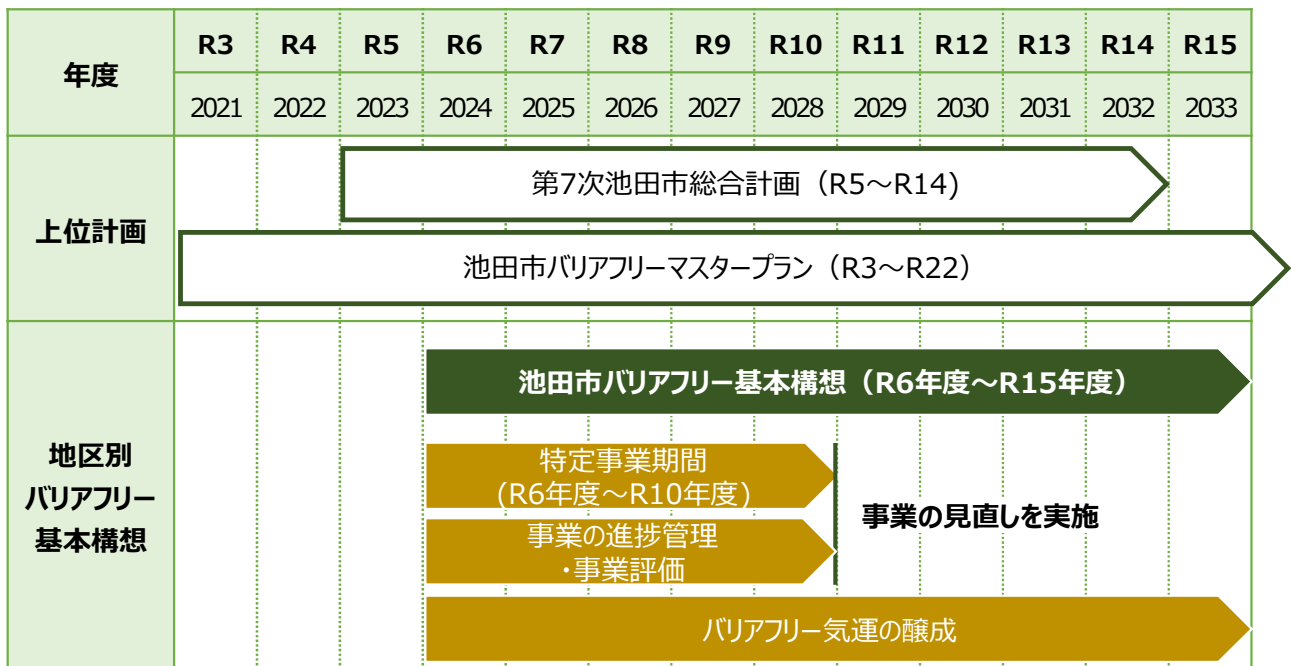 年度
R3 R4 R5 R6 R7 R8 R9 R10 R11 R12 R13 R14 R15
2021 2022 2023 2024 2025 2026 2027 2028 2029 2030 2031 2032 2033
上位計画
第7次池田市総合計画（R5～R14)
池田市バリアフリーマスタープラン（R3～R22）
地区別
バリアフリー
基本構想
池田市バリアフリー基本構想（R6年度～R15年度）
特定事業期間
(R6年度～R10年度)
事業の進捗管理
・事業評価
事業の見直しを実施
バリアフリー気運の醸成